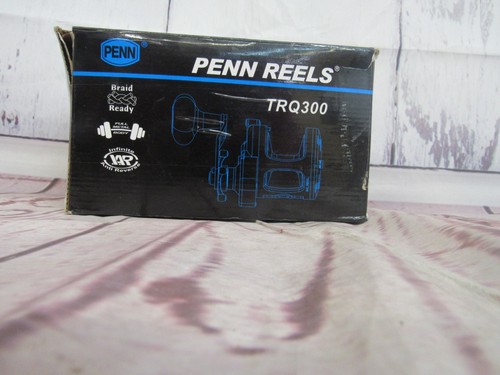 PENN
PENN REELS®
TRQ300
Braid
Ready
FULL
METAL
BODY
Infinite
IAR
Anti Reverse